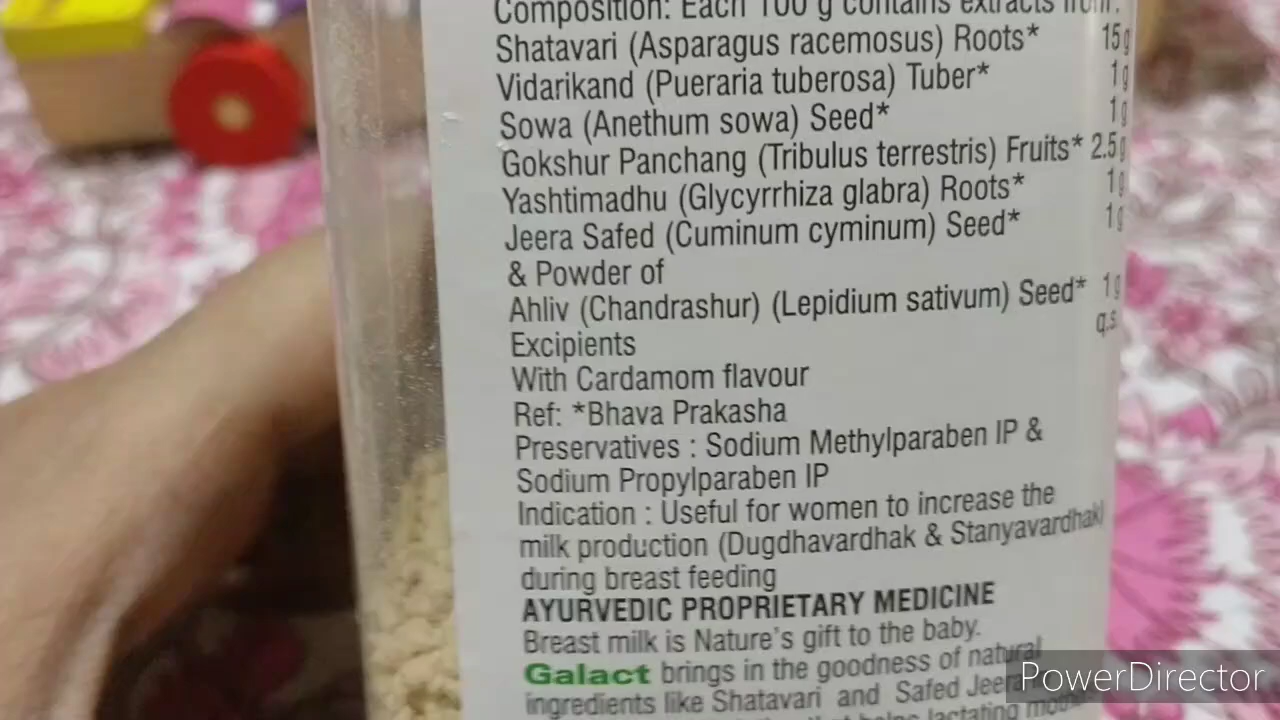 Composition: Each 100 g contains extracts from:
Shatavari (Asparagus racemosus) Roots* 15g
Vidarikand (Pueraria tuberosa) Tuber* 1g
Sowa (Anethum sowa) Seed* 1g
Gokshur Panchang (Tribulus terrestris) Fruits* 2.5g
Yashtimadhu (Glycyrrhiza glabra) Roots* 1g
Jeera Safed (Cuminum cyminum) Seed* 1g
& Powder of
Ahliv (Chandrashur) (Lepidium sativum) Seed* 1g
Excipients q.s.
With Cardamom flavour
Ref: *Bhava Prakasha
Preservatives : Sodium Methylparaben IP &
Sodium Propylparaben IP
Indication : Useful for women to increase the
milk production (Dugdhavardhak & Stanyavardhak)
during breast feeding
AYURVEDIC PROPRIETARY MEDICINE
Breast milk is Nature's gift to the baby.
Galact brings in the goodness of natural
ingredients like Shatavari and Safed Jeera
helps lactating
PowerDirector